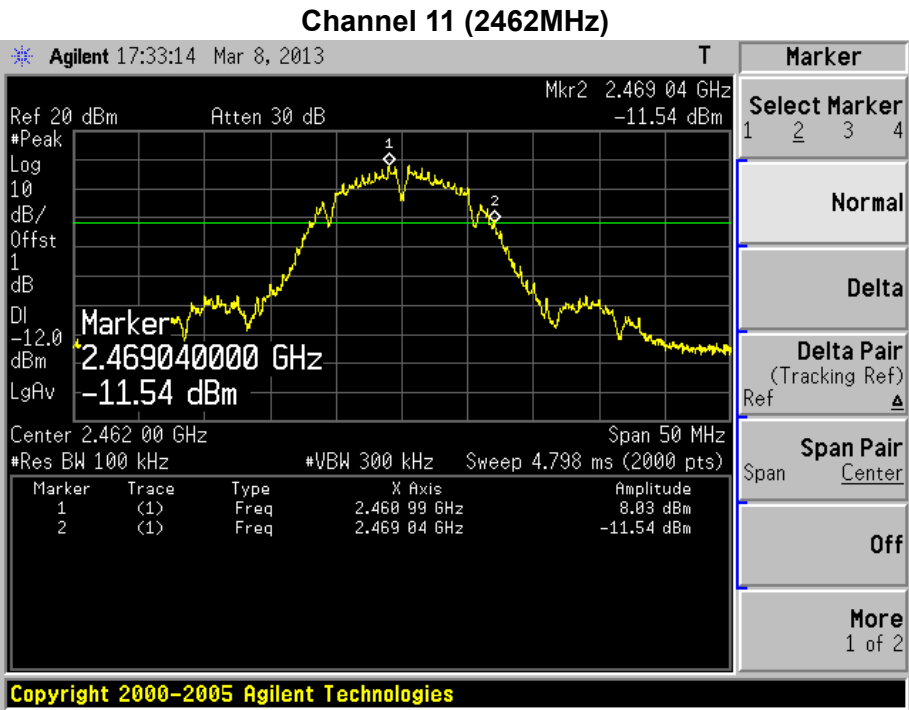 Channel 11 (2462MHz)
Agilent 17:33:14 Mar 8, 2013 T
Mkr2 2.469 04 GHz
Ref 20 dBm Atten 30 dB -11.54 dBm
#Peak
Log
10
dB/
Offst
1
dB
DI
-12.0
dBm
LgAv
1
2
Marker
2.469040000 GHz
-11.54 dBm
Center 2.462 00 GHz Span 50 MHz
#Res BW 100 kHz #VBW 300 kHz Sweep 4.798 ms (2000 pts)
Marker Trace Type X Axis Amplitude
1 (1) Freq 2.460 99 GHz 8.03 dBm
2 (1) Freq 2.469 04 GHz -11.54 dBm
Marker
Select Marker
1 2 3 4
Normal
Delta
Delta Pair
(Tracking Ref)
Ref Δ
Span Pair
Span Center
Off
More
1 of 2
Copyright 2000-2005 Agilent Technologies